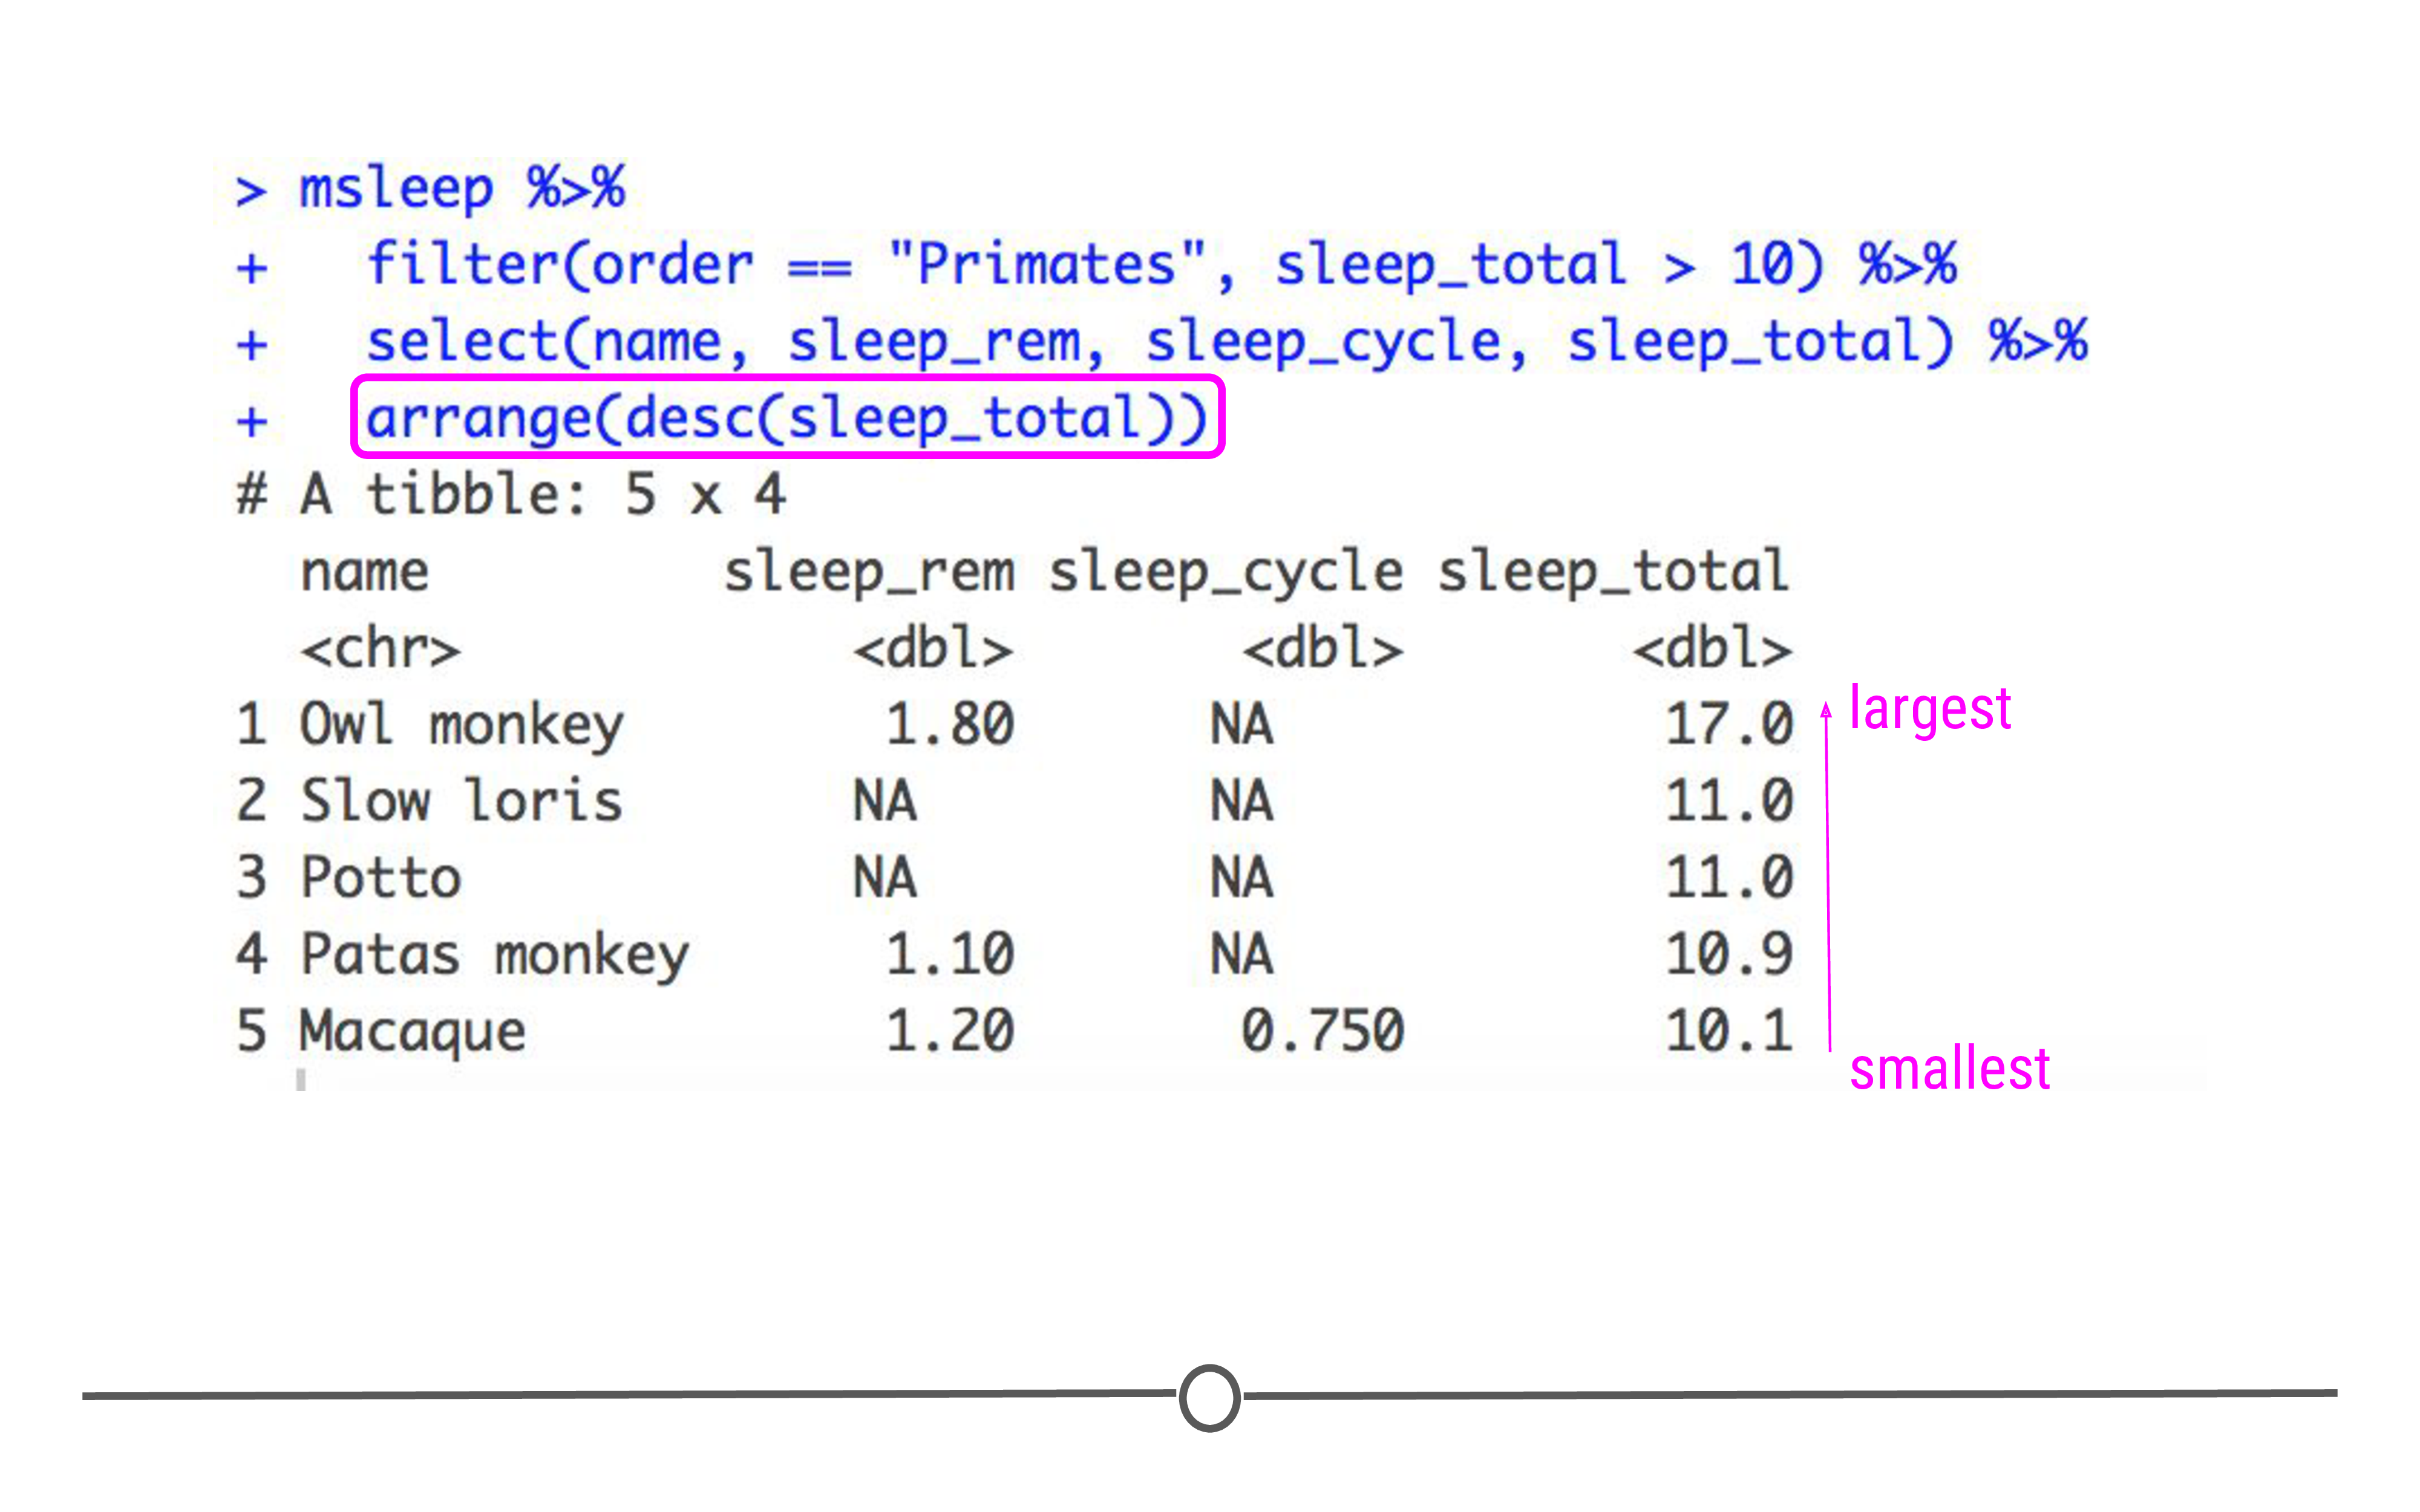 > msleep %>%
+   filter(order == "Primates", sleep_total > 10) %>%
+   select(name, sleep_rem, sleep_cycle, sleep_total) %>%
+   arrange(desc(sleep_total))
# A tibble: 5 x 4
  name         sleep_rem sleep_cycle sleep_total
  <chr>            <dbl>       <dbl>       <dbl>
1 Owl monkey        1.80      NA            17.0 largest
2 Slow loris       NA         NA            11.0
3 Potto            NA         NA            11.0
4 Patas monkey      1.10      NA            10.9
5 Macaque           1.20       0.750        10.1
smallest